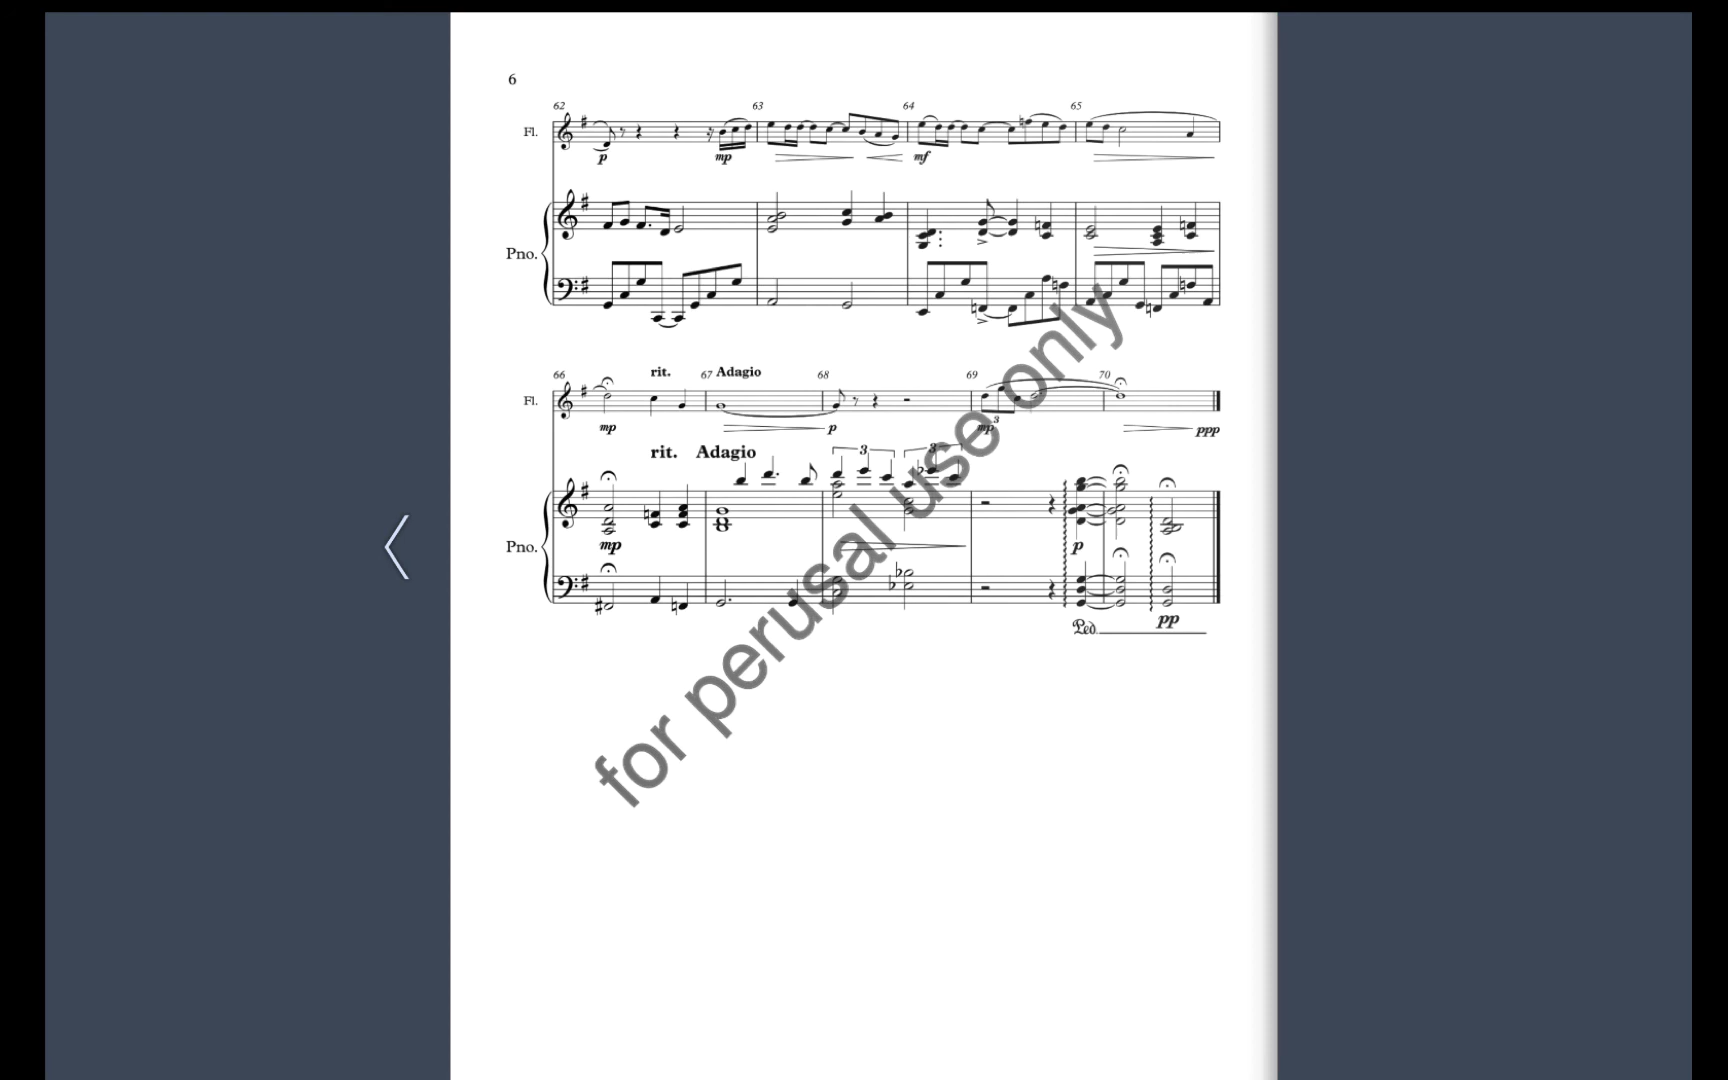 6
62 63 64 65
Fl.
p mp mf
Pno.
66 rit. 67 Adagio 68 69 70
Fl.
3
mp p mp ppp
rit. Adagio
3 3
Pno.
mp p
pp
Ped.
for perusal use only